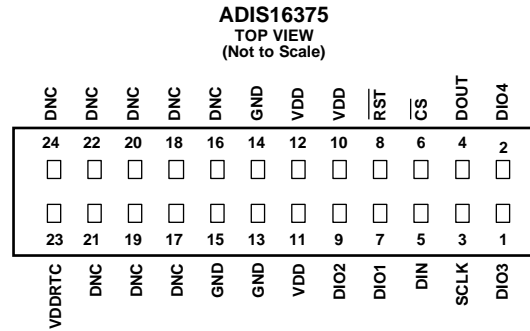 ADIS16375
TOP VIEW
(Not to Scale)
DNC DNC DNC DNC DNC GND VDD VDD RST CS DOUT DIO4
24 22 20 18 16 14 12 10 8 6 4 2
23 21 19 17 15 13 11 9 7 5 3 1
VDDRTC DNC DNC DNC GND GND VDD DIO2 DIO1 DIN SCLK DIO3